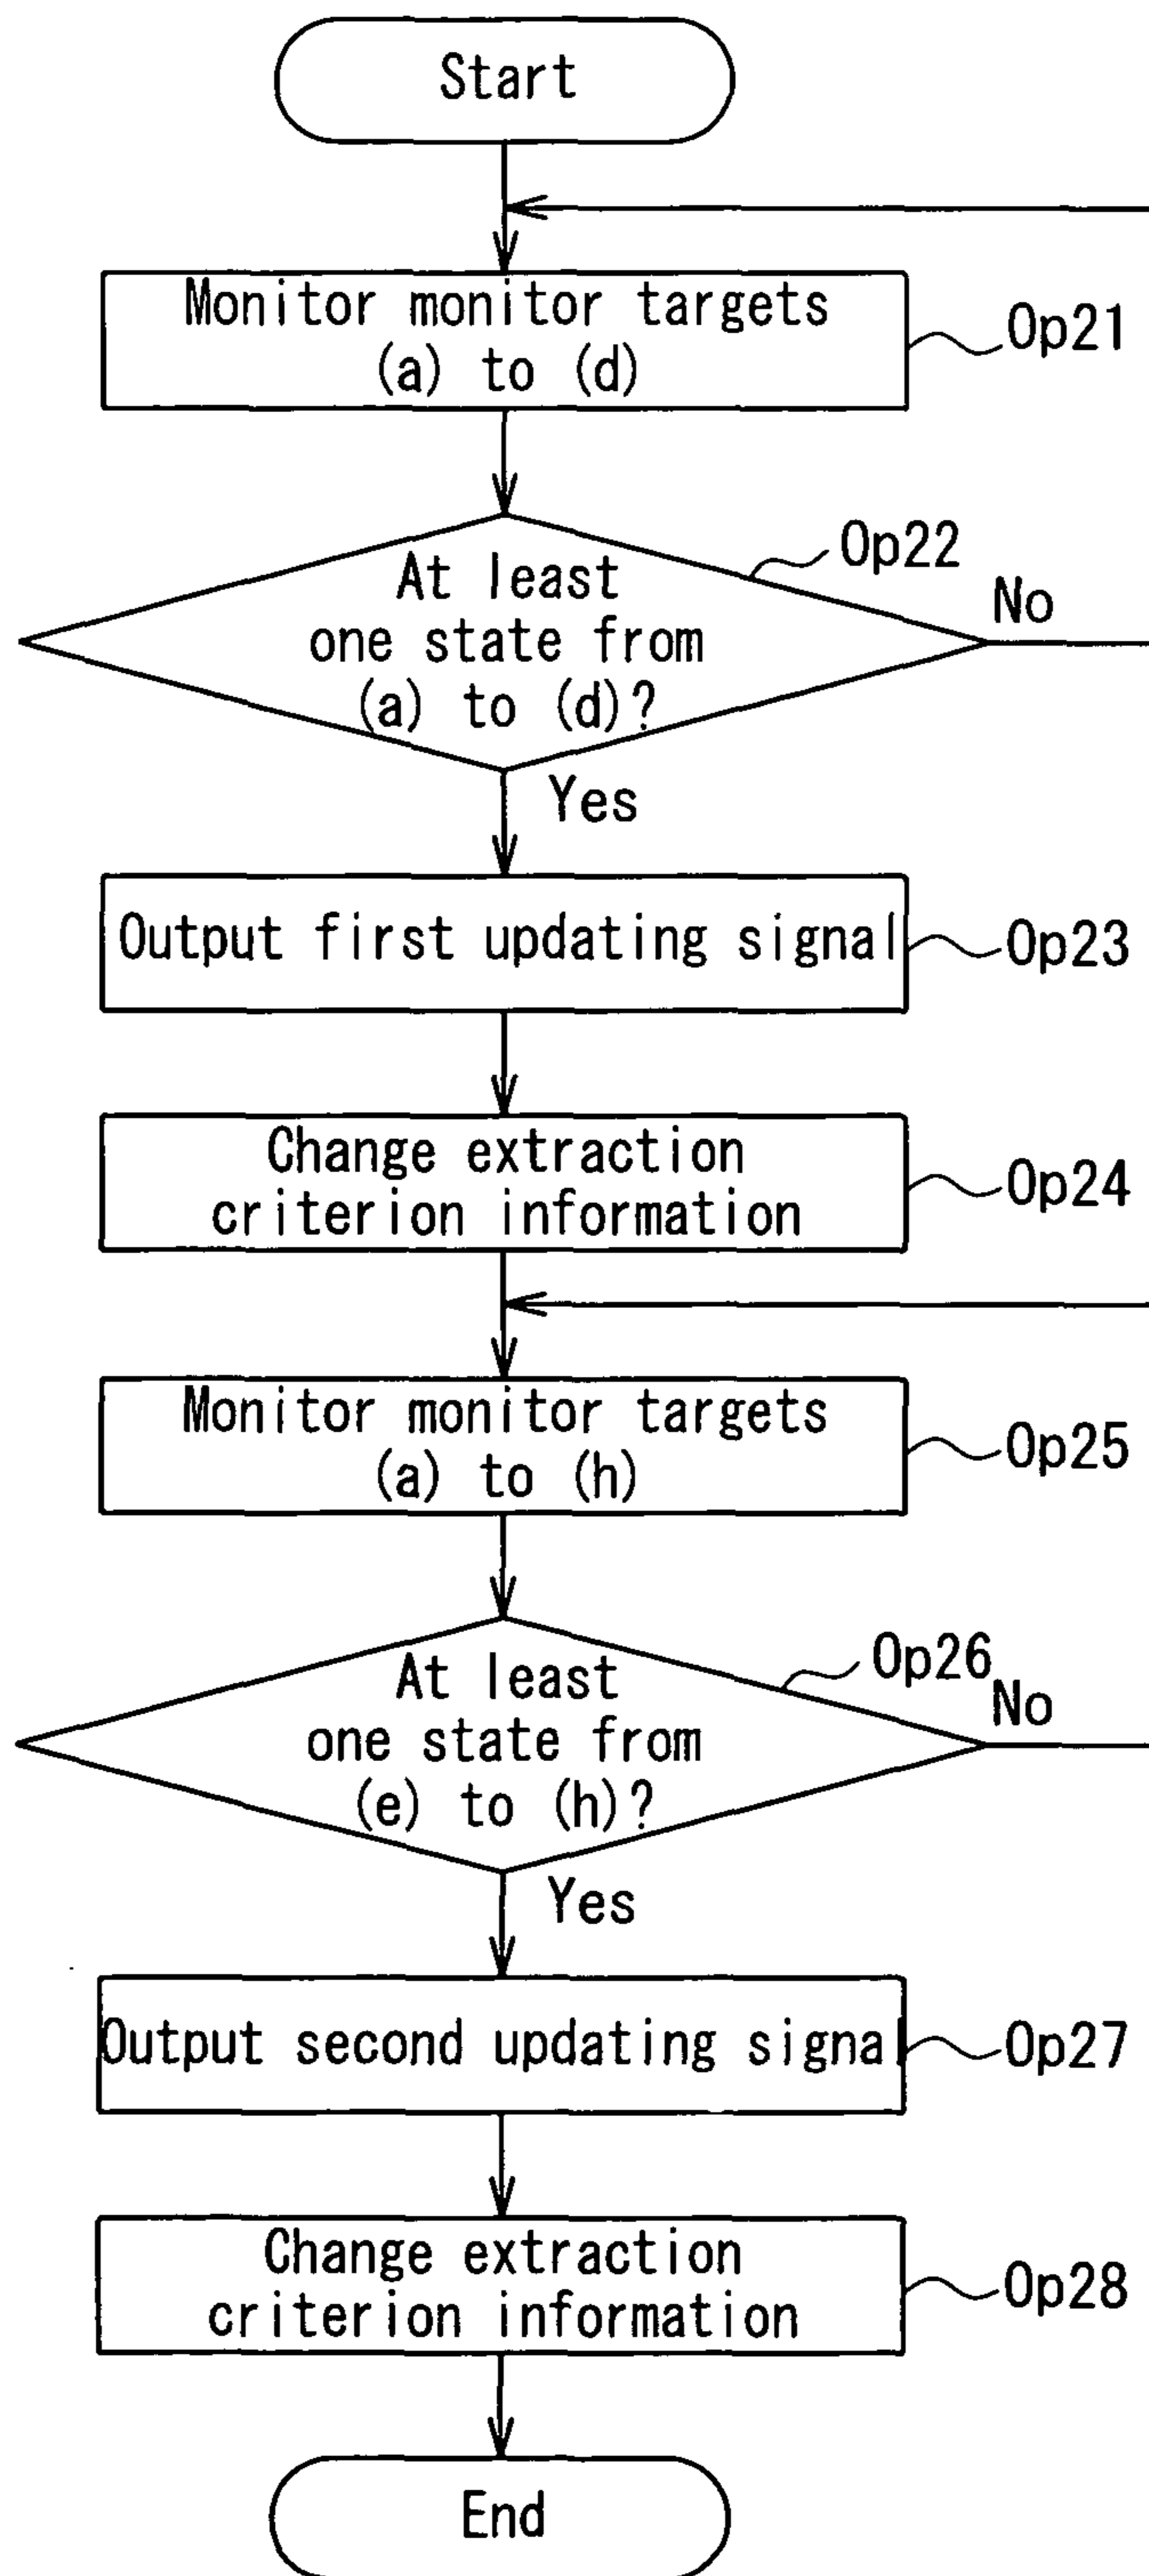 Start
Monitor monitor targets
(a) to (d)
Op21
At least
one state from
(a) to (d)?
Op22
No
Yes
Output first updating signal
Op23
Change extraction
criterion information
Op24
Monitor monitor targets
(a) to (h)
Op25
At least
one state from
(e) to (h)?
Op26
No
Yes
Output second updating signal
Op27
Change extraction
criterion information
Op28
End